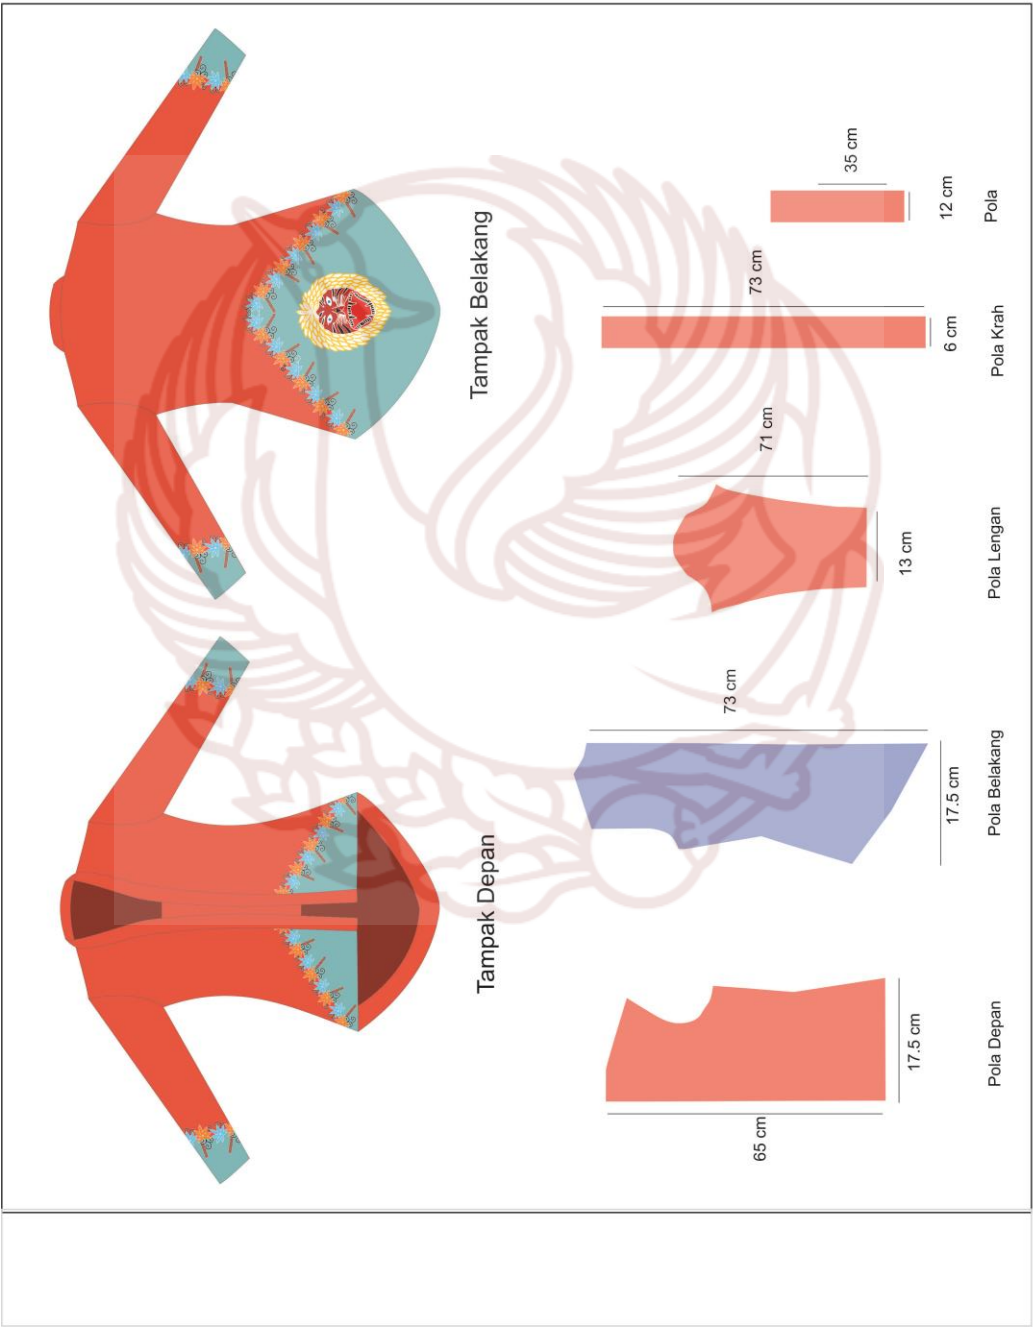 Tampak Depan
Tampak Belakang
65 cm
17.5 cm
Pola Depan
73 cm
17.5 cm
Pola Belakang
71 cm
13 cm
Pola Lengan
73 cm
6 cm
Pola Krah
35 cm
12 cm
Pola